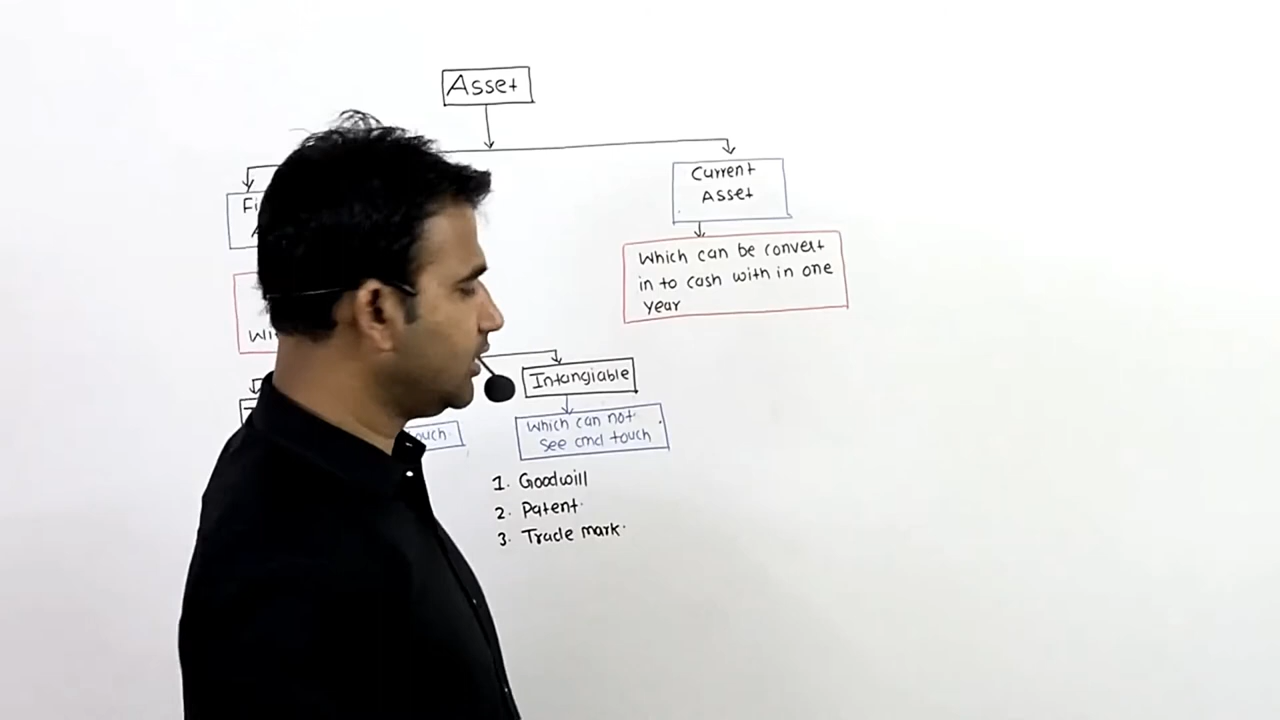 Asset
Current
Asset
Which can be convert
in to cash with in one
year
Intangiable
Which can not
see and touch
1. Goodwill
2. Patent
3. Trade mark